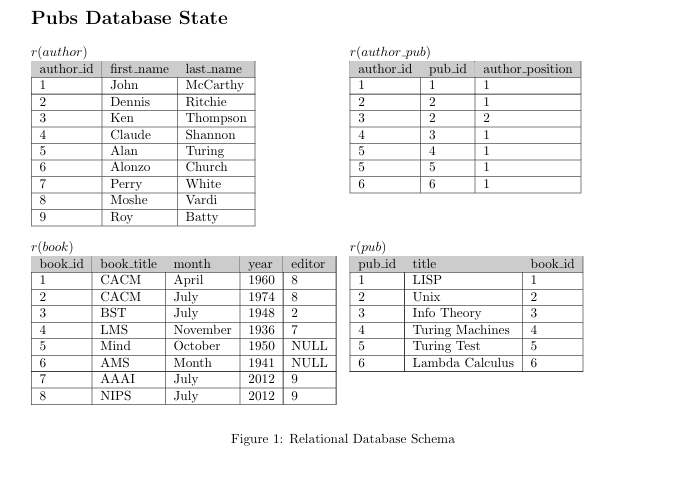 Pubs Database State
r(author)
author_id first_name last_name
1 John McCarthy
2 Dennis Ritchie
3 Ken Thompson
4 Claude Shannon
5 Alan Turing
6 Alonzo Church
7 Perry White
8 Moshe Vardi
9 Roy Batty
r(author_pub)
author_id pub_id author_position
1 1 1
2 2 1
3 2 2
4 3 1
5 4 1
5 5 1
6 6 1
r(book)
book_id book_title month year editor
1 CACM April 1960 8
2 CACM July 1974 8
3 BST July 1948 2
4 LMS November 1936 7
5 Mind October 1950 NULL
6 AMS Month 1941 NULL
7 AAAI July 2012 9
8 NIPS July 2012 9
r(pub)
pub_id title book_id
1 LISP 1
2 Unix 2
3 Info Theory 3
4 Turing Machines 4
5 Turing Test 5
6 Lambda Calculus 6
Figure 1: Relational Database Schema